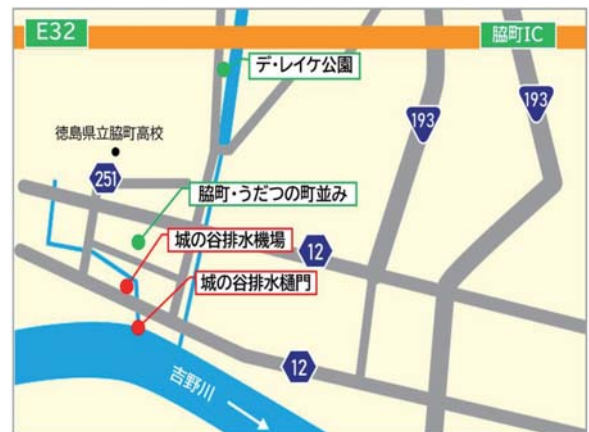 E32
脇町IC
デ・レイケ公園
193
193
徳島県立脇町高校
251
脇町・うだつの町並み
城の谷排水機場
12
城の谷排水樋門
12
吉野川